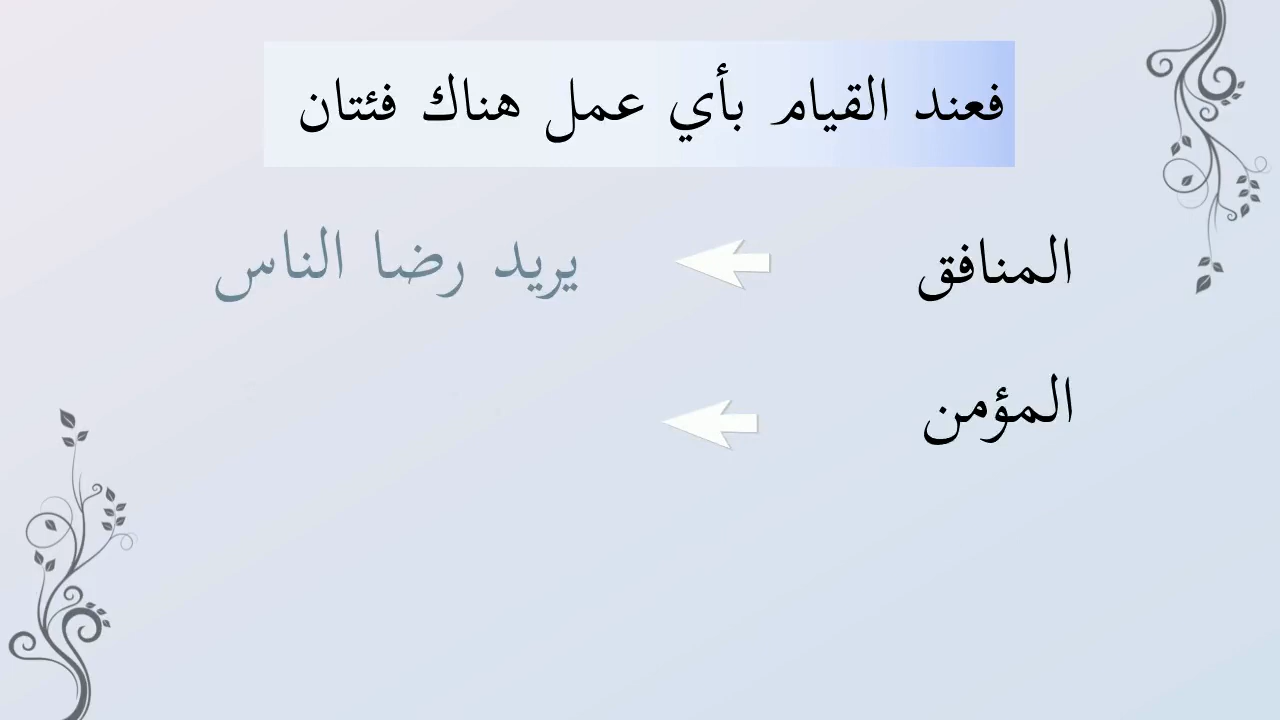 فعند القيام بأي عمل هناك فئتان
المنافق يريد رضا الناس
المؤمن